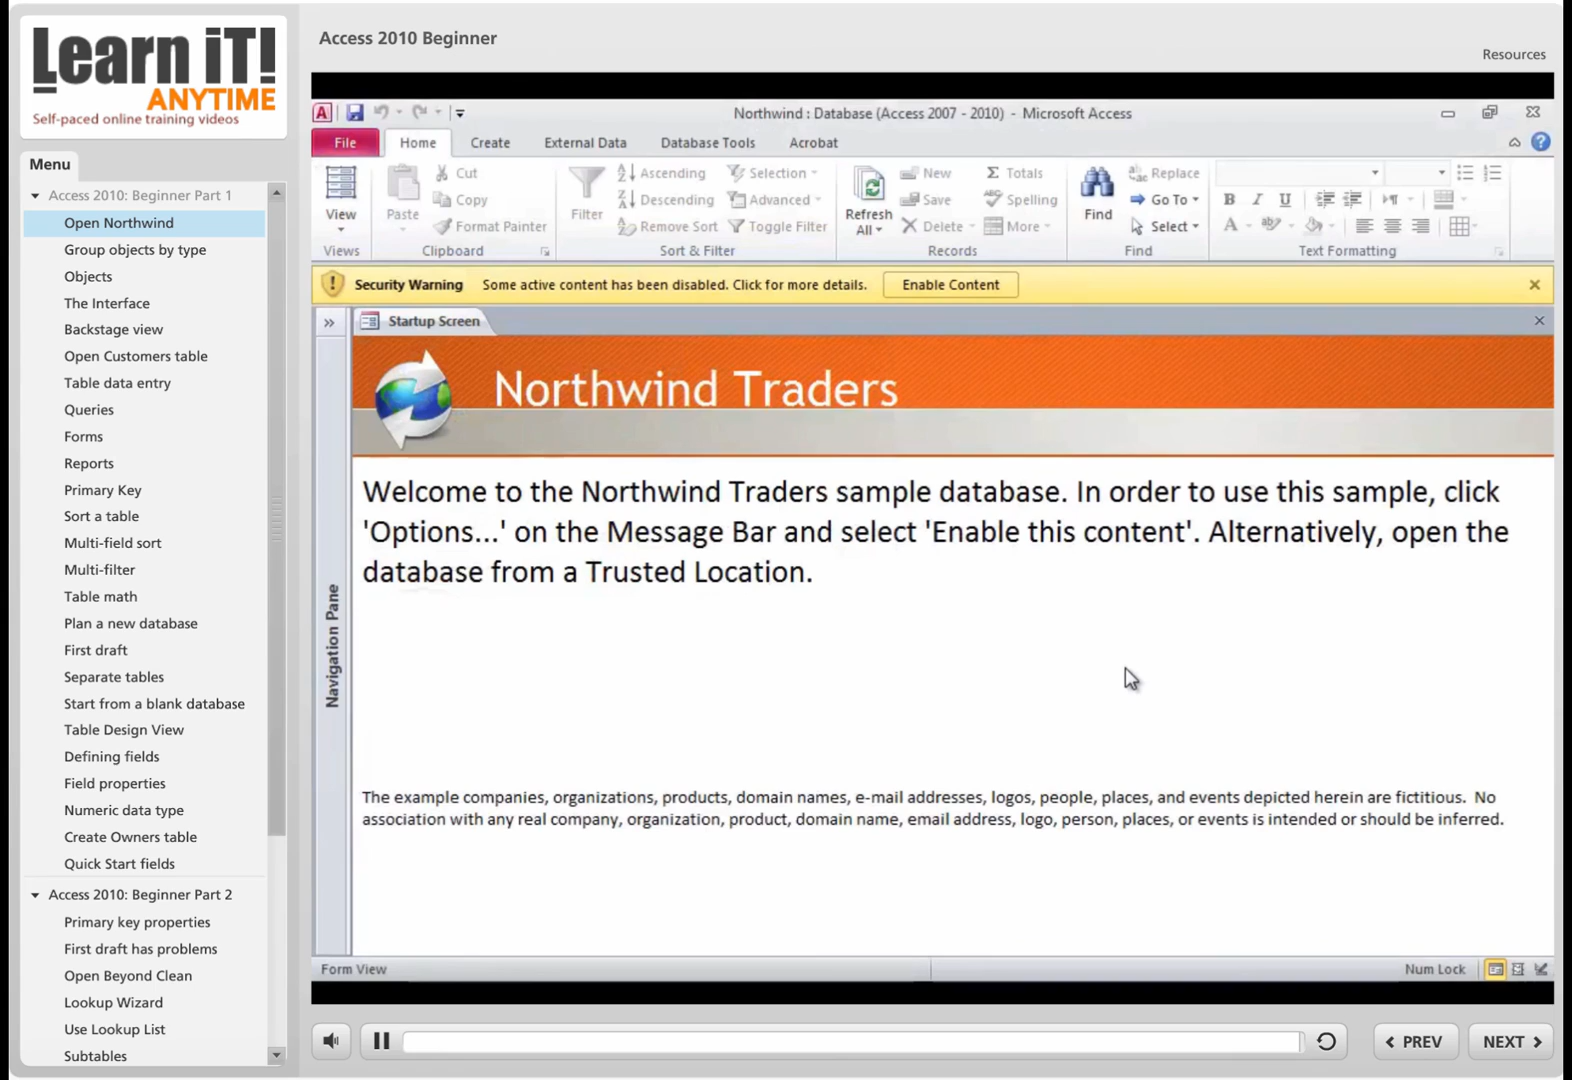 Learn iT!
ANYTIME
Self-paced online training videos
Access 2010 Beginner
Resources
Menu
Access 2010: Beginner Part 1
Open Northwind
Group objects by type
Objects
The Interface
Backstage view
Open Customers table
Table data entry
Queries
Forms
Reports
Primary Key
Sort a table
Multi-field sort
Multi-filter
Table math
Plan a new database
First draft
Separate tables
Start from a blank database
Table Design View
Defining fields
Field properties
Numeric data type
Create Owners table
Quick Start fields
Access 2010: Beginner Part 2
Primary key properties
First draft has problems
Open Beyond Clean
Lookup Wizard
Use Lookup List
Subtables
A Northwind : Database (Access 2007 - 2010) - Microsoft Access
File Home Create External Data Database Tools Acrobat
Cut Ascending Selection New Totals Replace
Copy Descending Advanced Save Spelling Go To B I U
View Paste Filter Refresh Find
Format Painter Remove Sort Toggle Filter All Delete More Select A
Views Clipboard Sort & Filter Records Find Text Formatting
Security Warning Some active content has been disabled. Click for more details. Enable Content
Startup Screen
Northwind Traders
Welcome to the Northwind Traders sample database. In order to use this sample, click
'Options...' on the Message Bar and select 'Enable this content'. Alternatively, open the
database from a Trusted Location.
Navigation Pane
The example companies, organizations, products, domain names, e-mail addresses, logos, people, places, and events depicted herein are fictitious. No
association with any real company, organization, product, domain name, email address, logo, person, places, or events is intended or should be inferred.
Form View Num Lock
PREV NEXT